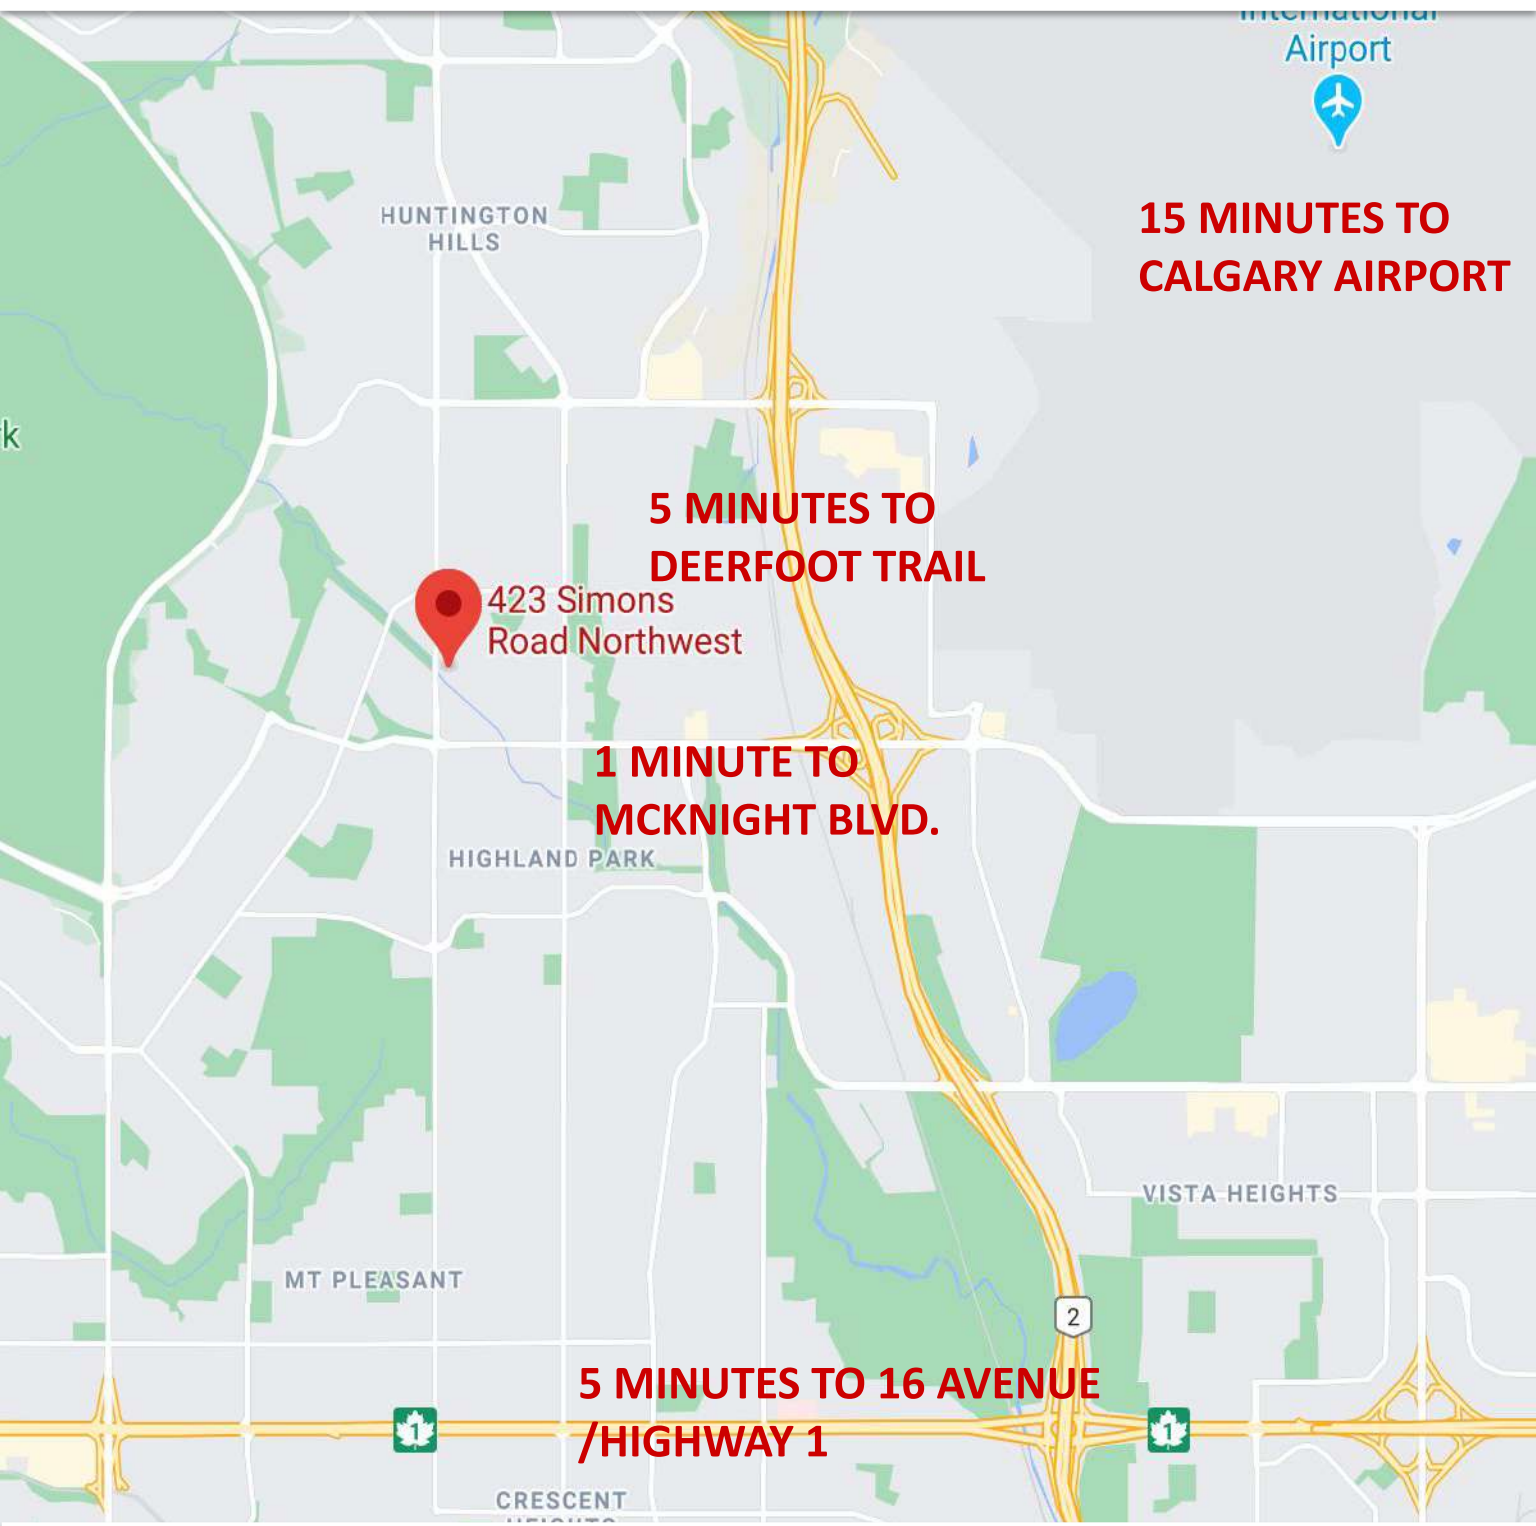 International
Airport
15 MINUTES TO
CALGARY AIRPORT
HUNTINGTON
HILLS
k
5 MINUTES TO
DEERFOOT TRAIL
423 Simons
Road Northwest
1 MINUTE TO
MCKNIGHT BLVD.
HIGHLAND PARK
VISTA HEIGHTS
MT PLEASANT
2
5 MINUTES TO 16 AVENUE
/HIGHWAY 1
1
1
CRESCENT
HEIGHTS